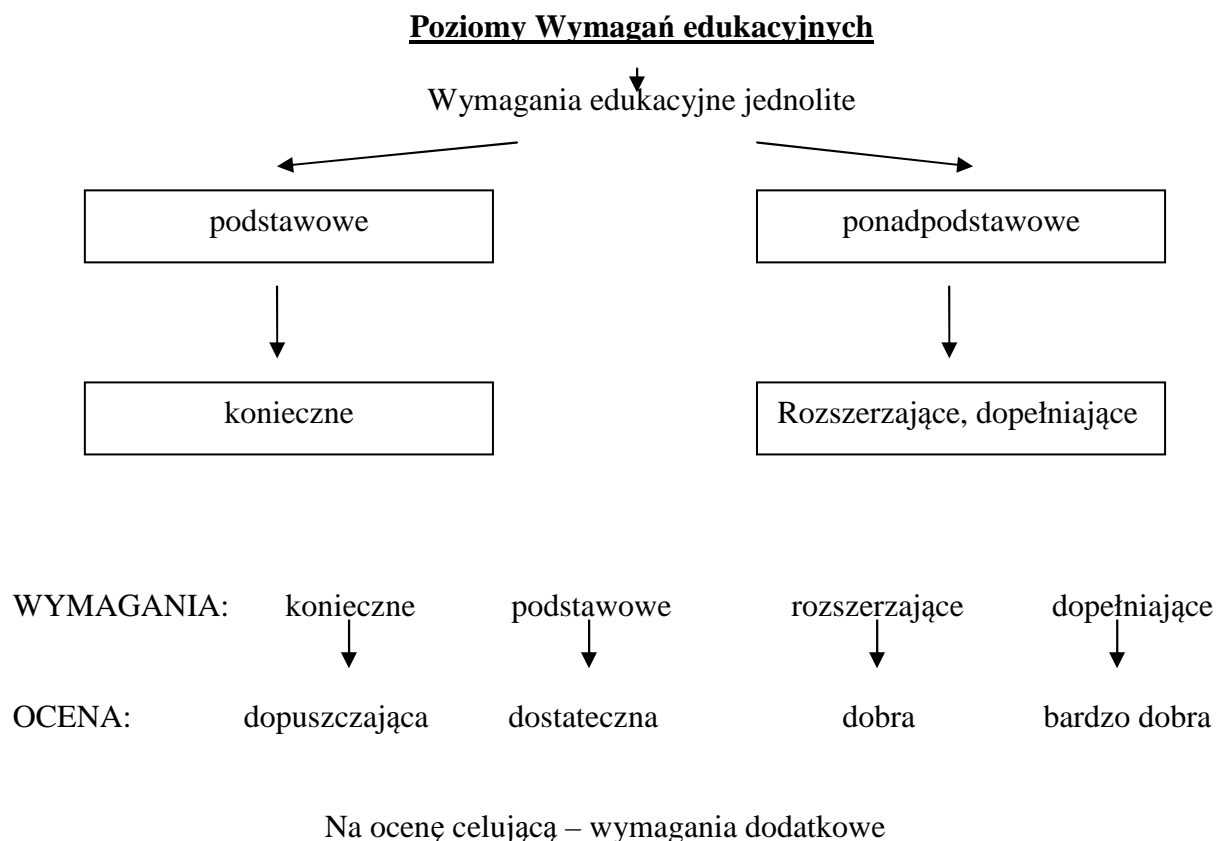 Poziomy Wymagań edukacyjnych
Wymagania edukacyjne jednolite
podstawowe ponadpodstawowe
konieczne Rozszerzające, dopełniające
WYMAGANIA: konieczne podstawowe rozszerzające dopełniające
OCENA: dopuszczająca dostateczna dobra bardzo dobra
Na ocenę celującą – wymagania dodatkowe